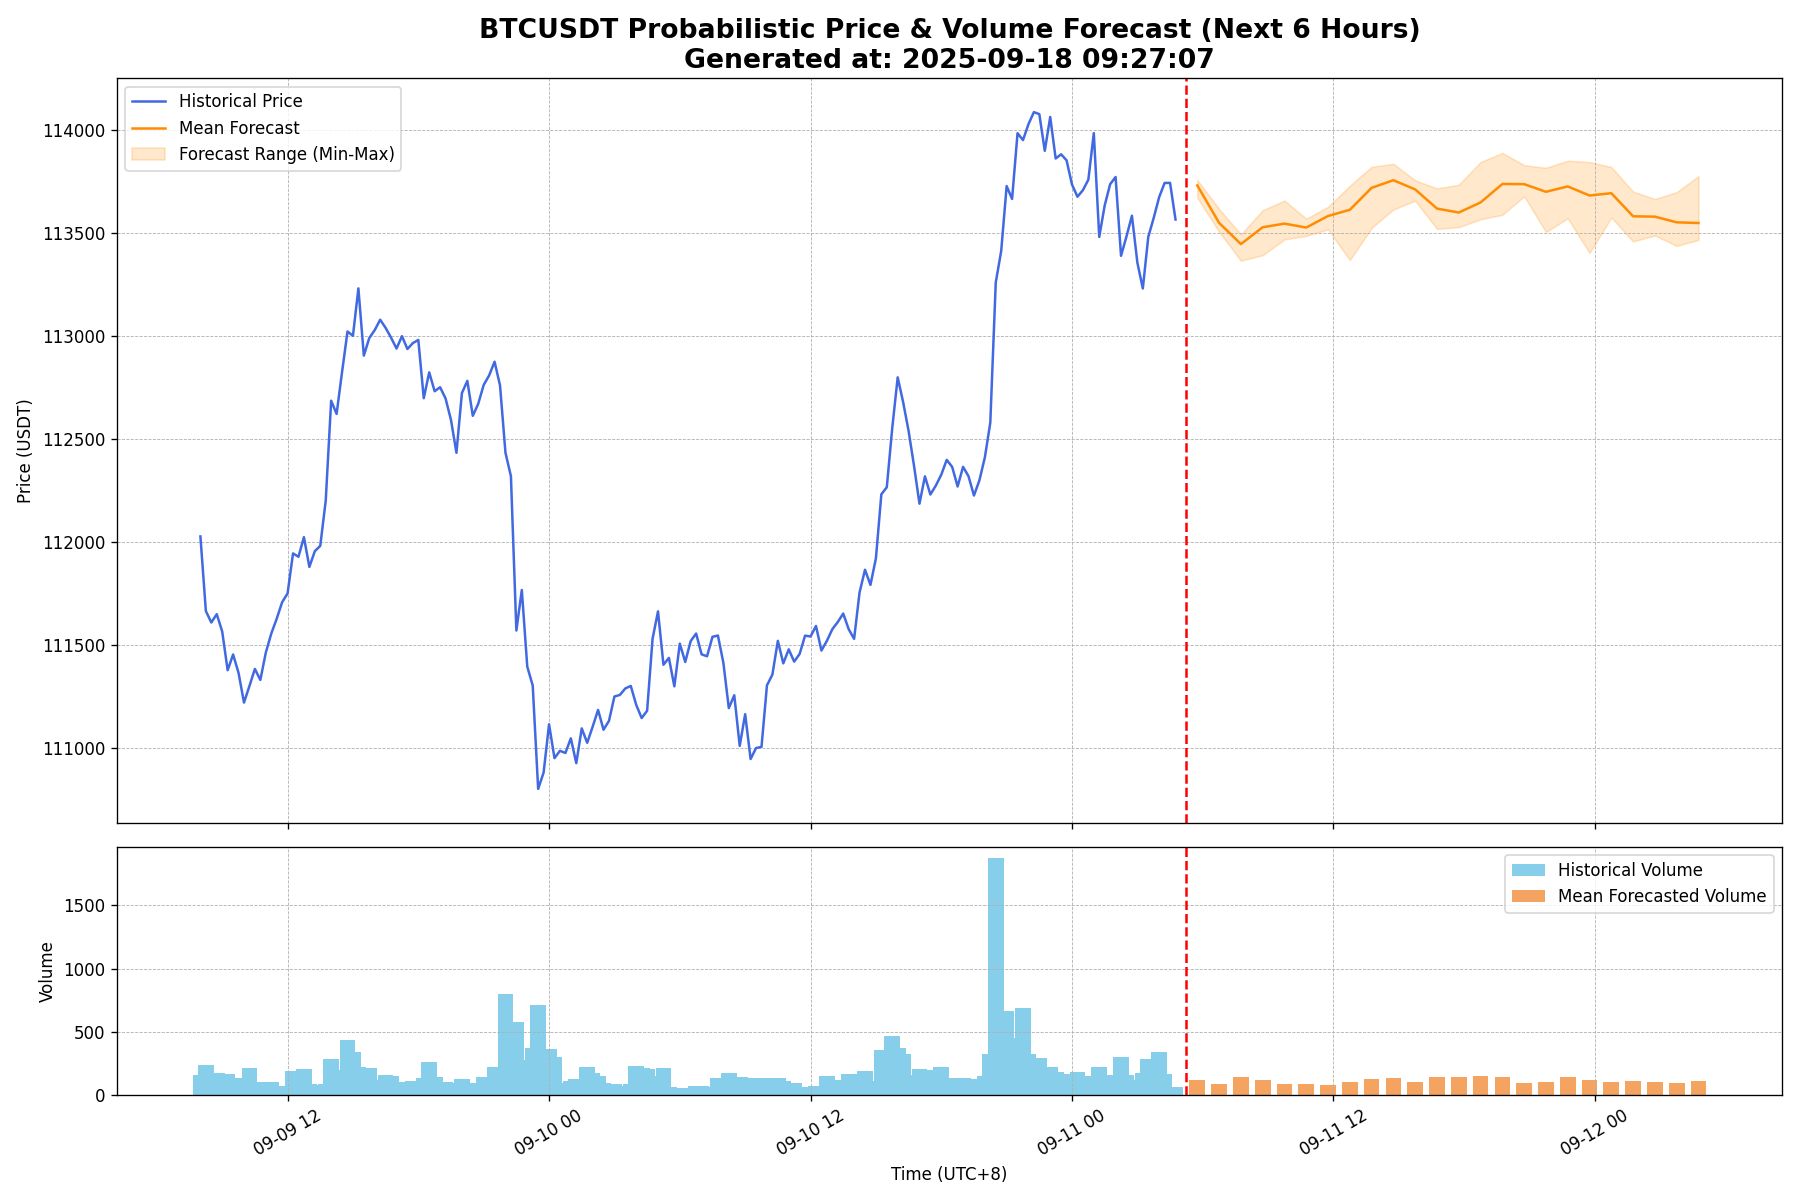 BTCUSDT Probabilistic Price & Volume Forecast (Next 6 Hours)
Generated at: 2025-09-18 09:27:07
Historical Price
Mean Forecast
Forecast Range (Min-Max)
114000
113500
113000
112500
112000
111500
111000
Price (USDT)
Historical Volume
Mean Forecasted Volume
1500
1000
500
0
Volume
09-09 12
09-10 00
09-10 12
09-11 00
09-11 12
09-12 00
Time (UTC+8)